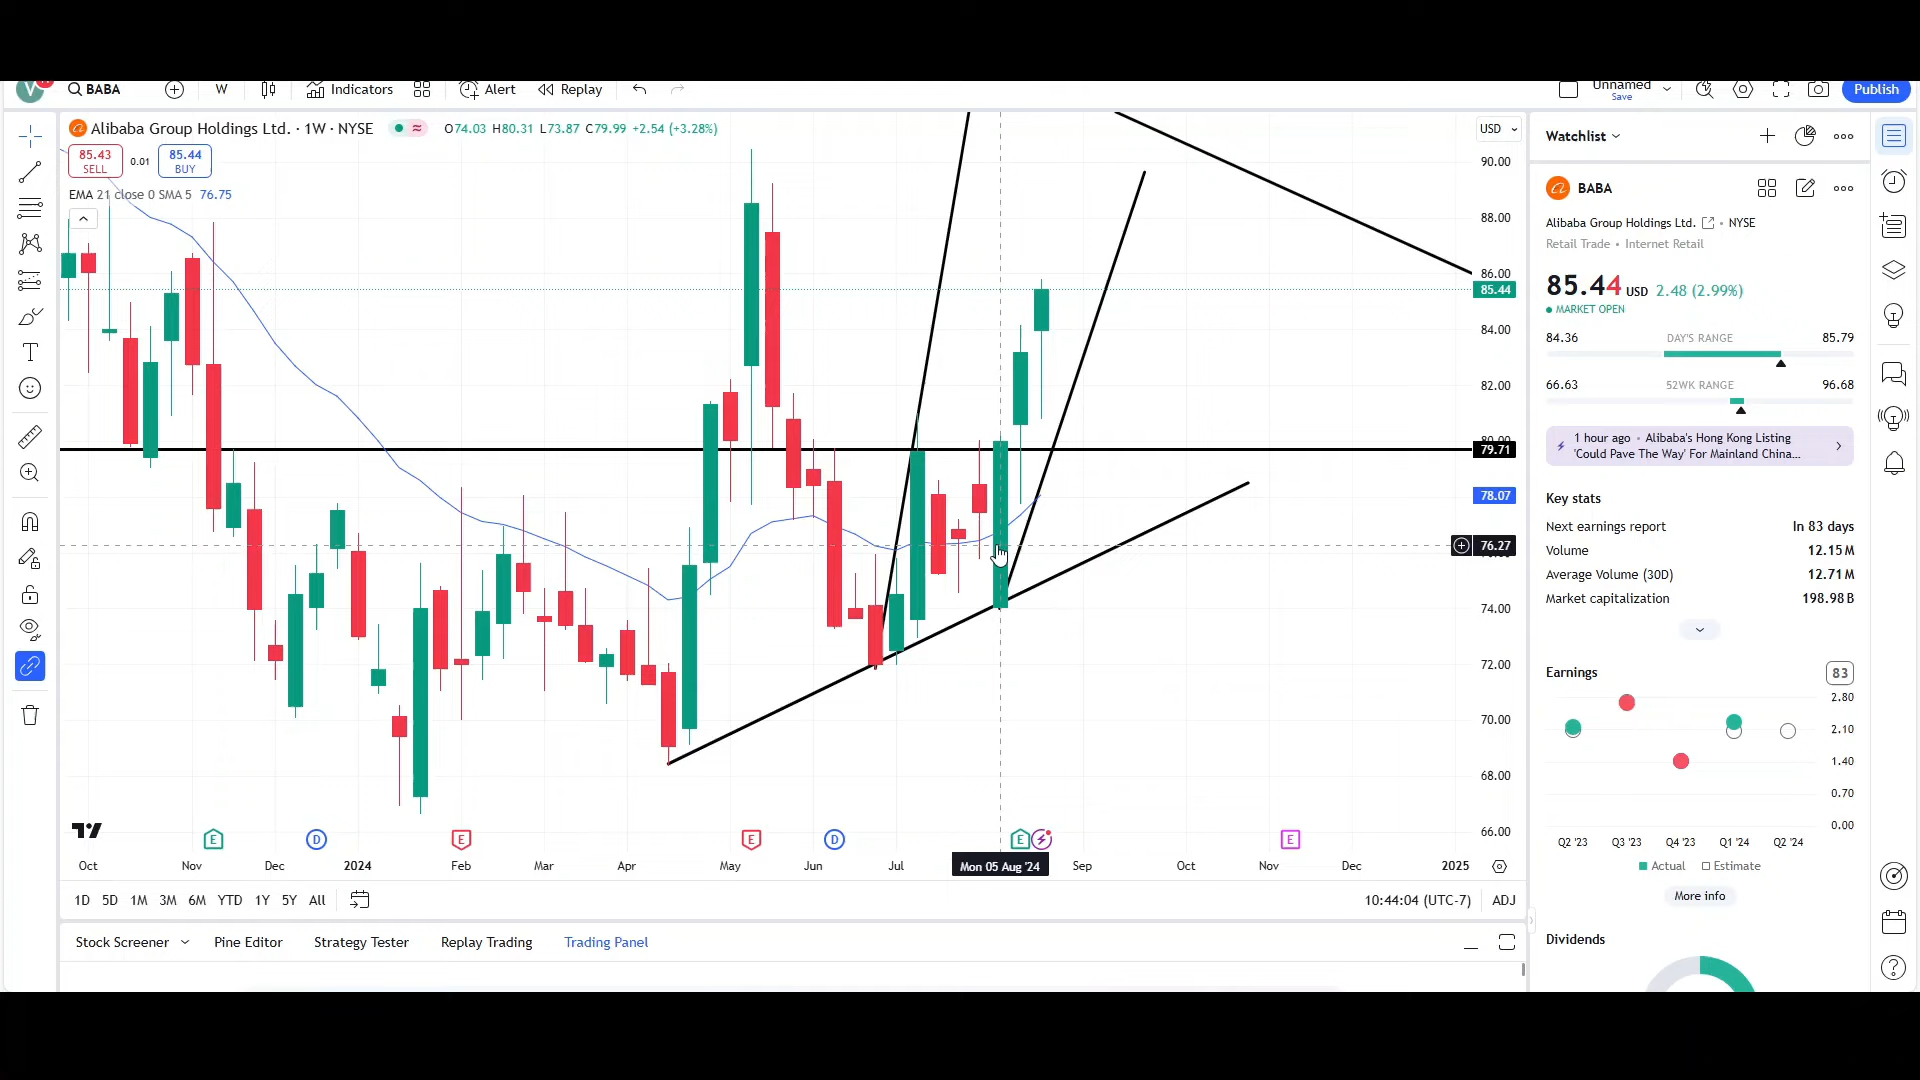 V
BABA
W
Indicators
Alert
Replay
Unnamed
Save
Publish
Alibaba Group Holdings Ltd. · 1W · NYSE
O74.03 H80.31 L73.87 C79.99 +2.54 (+3.28%)
USD
85.43
SELL
0.01
85.44
BUY
EMA 21 close 0 SMA 5 76.75
90.00
88.00
86.00
85.44
84.00
82.00
80.00
79.71
78.07
76.27
74.00
72.00
70.00
68.00
66.00
E
D
E
E
D
E
E
Oct
Nov
Dec
2024
Feb
Mar
Apr
May
Jun
Jul
Mon 05 Aug '24
Sep
Oct
Nov
Dec
2025
1D 5D 1M 3M 6M YTD 1Y 5Y All
10:44:04 (UTC-7)
ADJ
Stock Screener
Pine Editor
Strategy Tester
Replay Trading
Trading Panel
Watchlist
BABA
Alibaba Group Holdings Ltd. • NYSE
Retail Trade • Internet Retail
85.44 USD 2.48 (2.99%)
MARKET OPEN
84.36 DAY'S RANGE 85.79
66.63 52WK RANGE 96.68
1 hour ago • Alibaba's Hong Kong Listing
'Could Pave The Way' For Mainland China...
Key stats
Next earnings report In 83 days
Volume 12.15M
Average Volume (30D) 12.71M
Market capitalization 198.98B
Earnings 83
2.80
2.10
1.40
0.70
0.00
Q2 '23 Q3 '23 Q4 '23 Q1 '24 Q2 '24
Actual Estimate
More info
Dividends